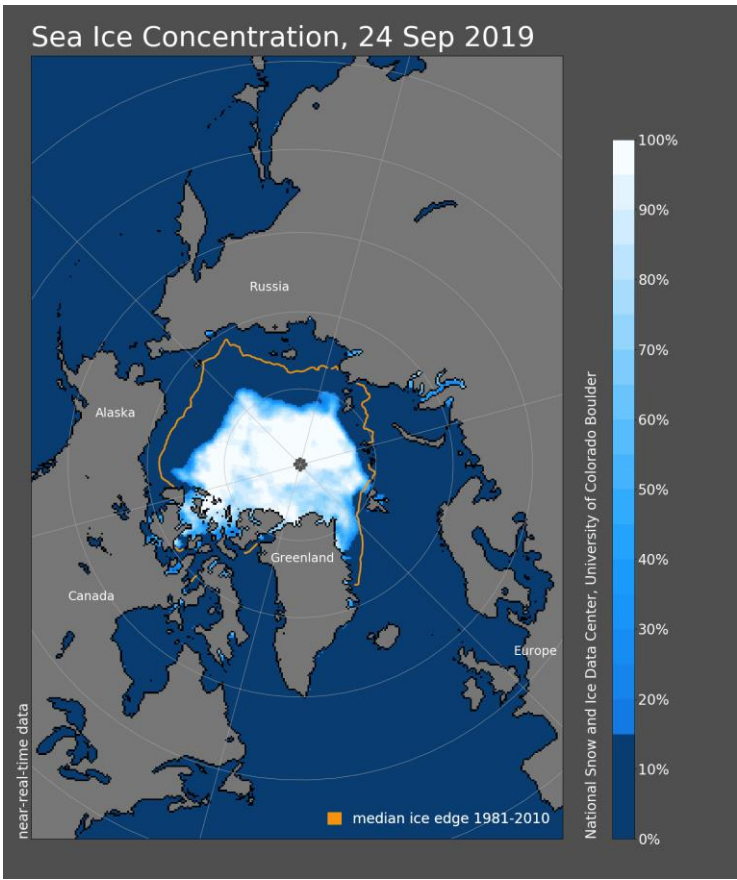 Sea Ice Concentration, 24 Sep 2019
100%
90%
80%
70%
60%
50%
40%
30%
20%
10%
0%
Russia
Alaska
Greenland
Canada
Europe
median ice edge 1981-2010
near-real-time data
National Snow and Ice Data Center, University of Colorado Boulder